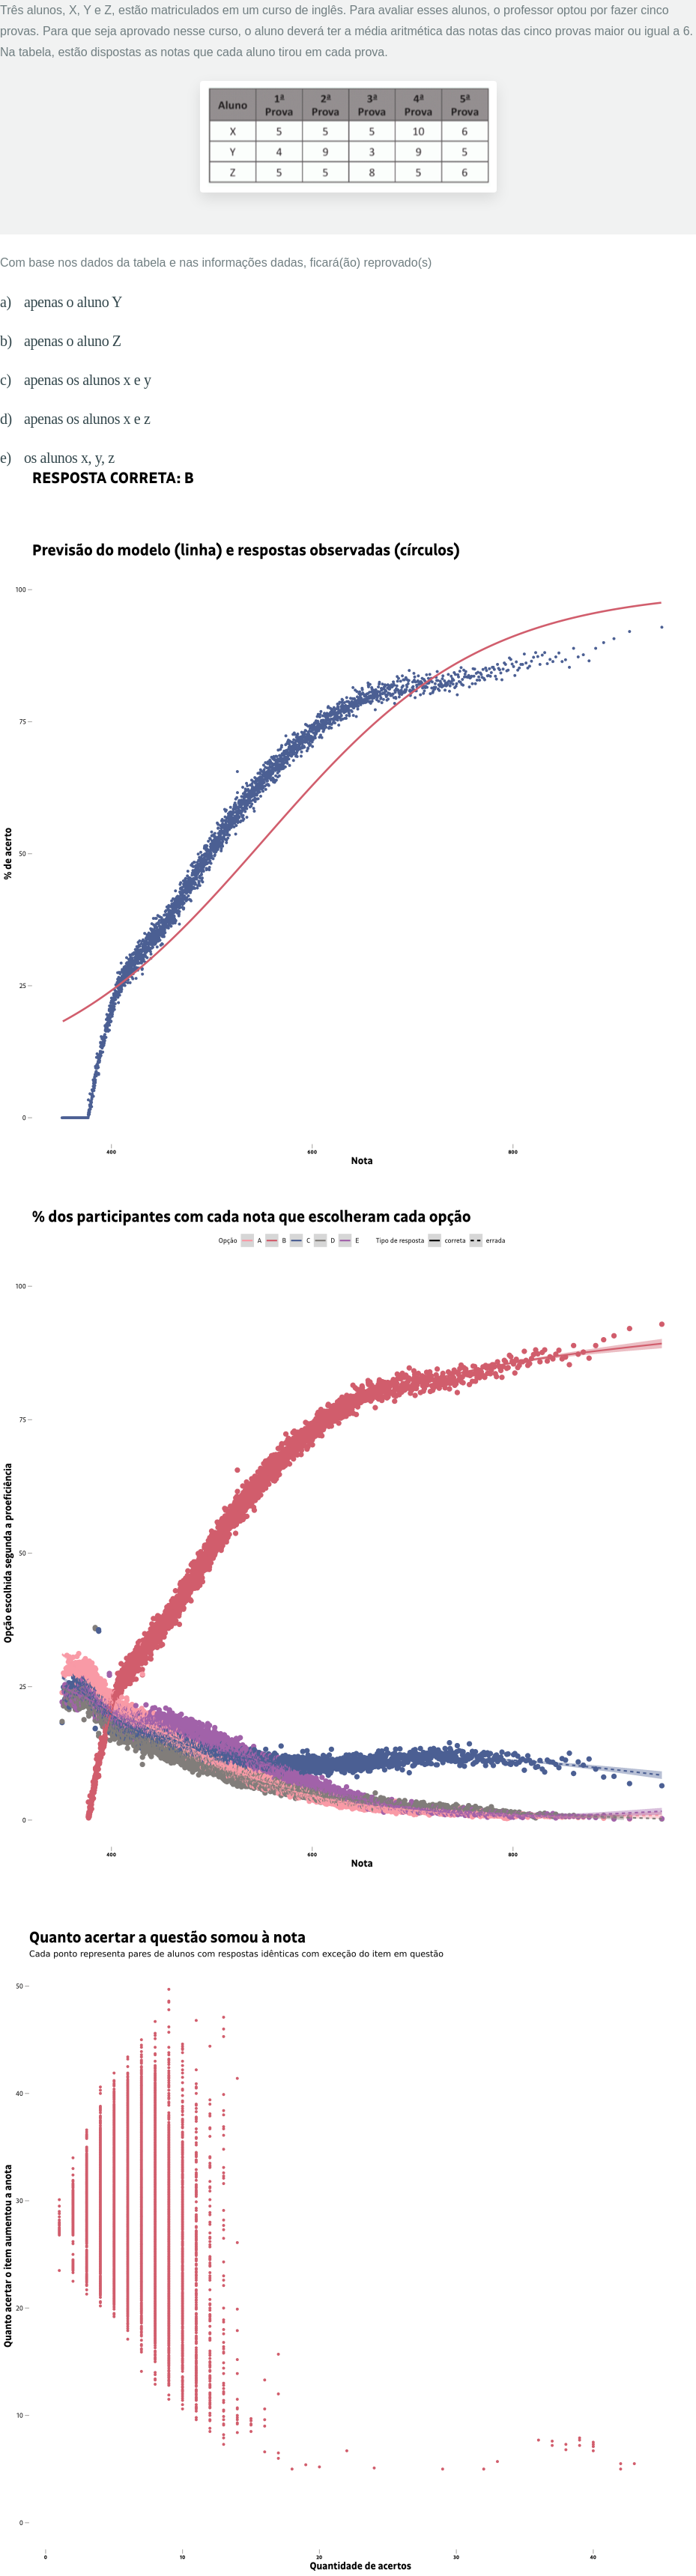 Três alunos, X, Y e Z, estão matriculados em um curso de inglês. Para avaliar esses alunos, o professor optou por fazer cinco
provas. Para que seja aprovado nesse curso, o aluno deverá ter a média aritmética das notas das cinco provas maior ou igual a 6.
Na tabela, estão dispostas as notas que cada aluno tirou em cada prova.
Aluno 1ª Prova 2ª Prova 3ª Prova 4ª Prova 5ª Prova
X 5 5 5 10 6
Y 4 9 3 9 5
Z 5 5 8 5 6
Com base nos dados da tabela e nas informações dadas, ficará(ão) reprovado(s)
a) apenas o aluno Y
b) apenas o aluno Z
c) apenas os alunos x e y
d) apenas os alunos x e z
e) os alunos x, y, z
RESPOSTA CORRETA: B
Previsão do modelo (linha) e respostas observadas (círculos)
% de acerto
100
75
50
25
0
400 600 800
Nota
% dos participantes com cada nota que escolheram cada opção
Opção A B C D E Tipo de resposta correta errada
Opção escolhida segunda a proeficiência
100
75
50
25
0
400 600 800
Nota
Quanto acertar a questão somou à nota
Cada ponto representa pares de alunos com respostas idênticas com exceção do item em questão
Quanto acertar o item aumentou a anota
50
40
30
20
10
0
0 10 20 30 40
Quantidade de acertos